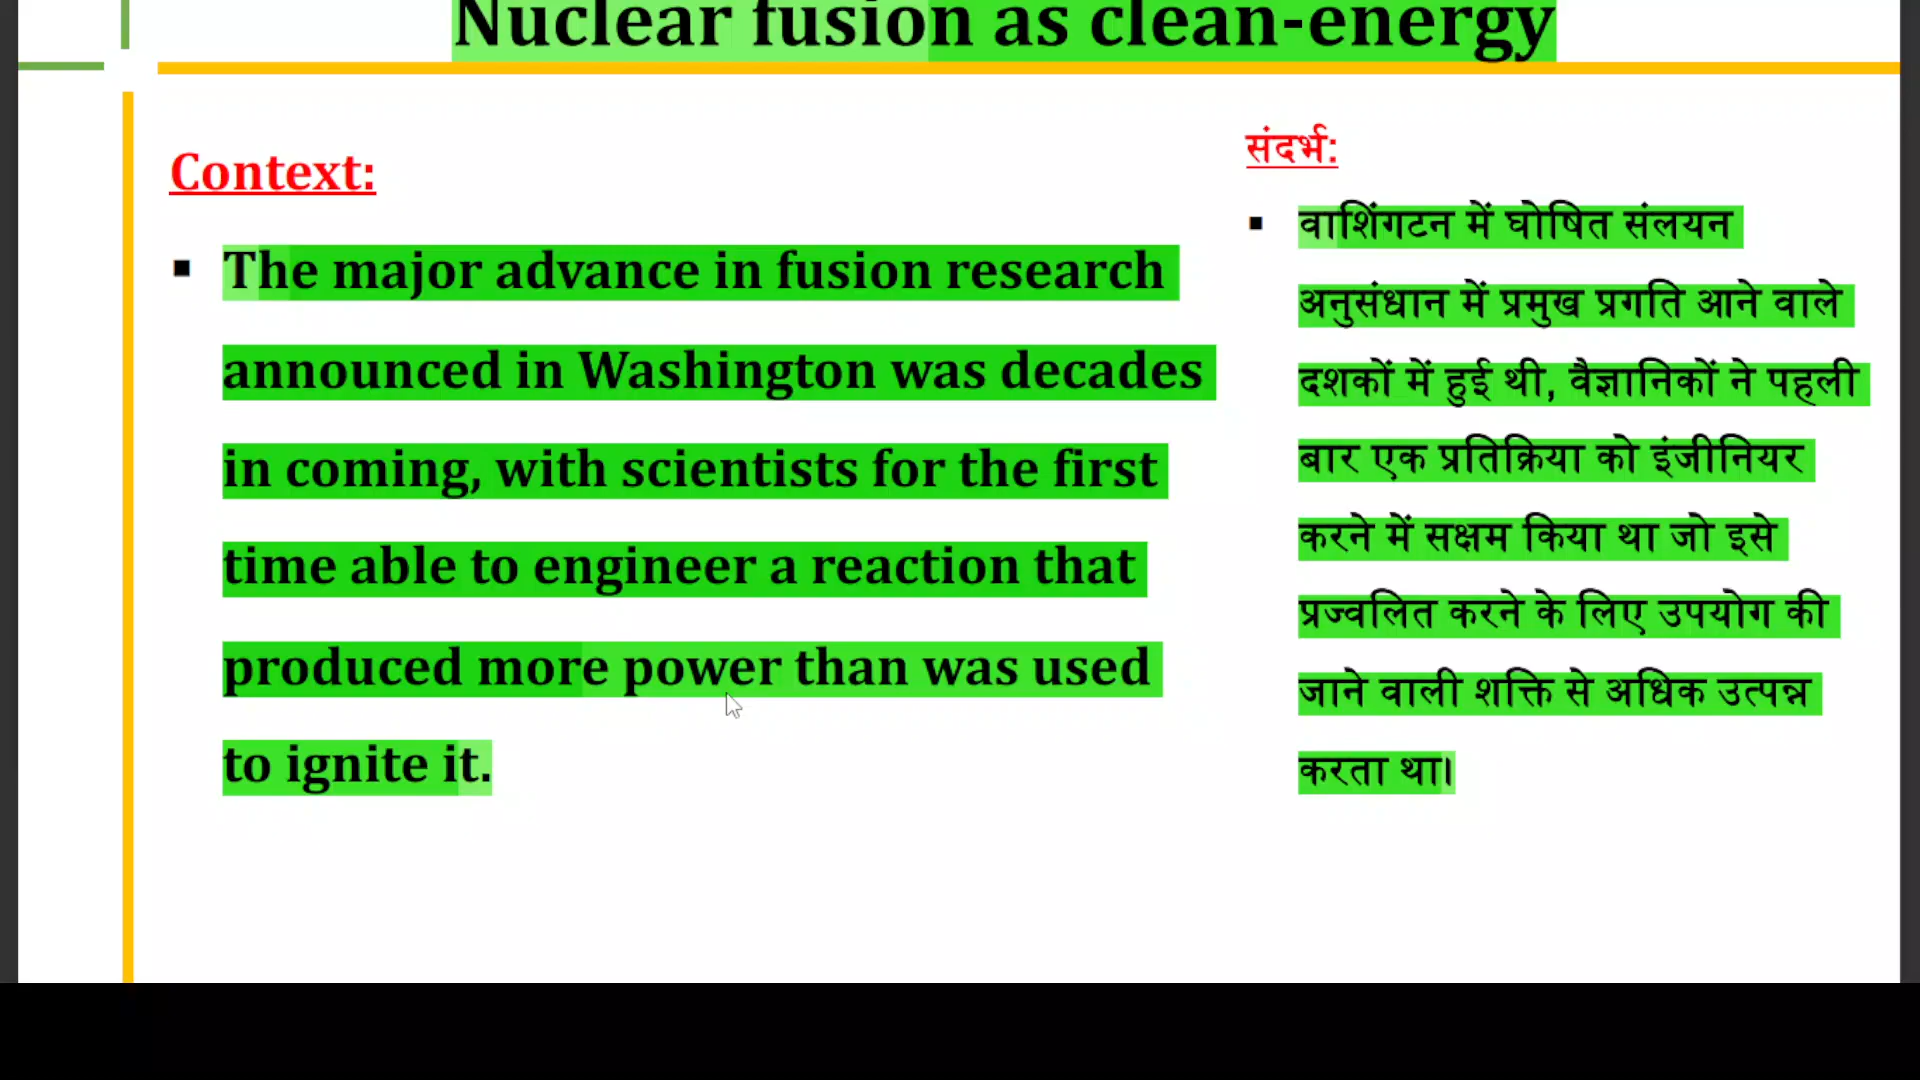 Nuclear fusion as clean-energy
Context:
▪ The major advance in fusion research
announced in Washington was decades
in coming, with scientists for the first
time able to engineer a reaction that
produced more power than was used
to ignite it.
संदर्भ:
▪ वाशिंगटन में घोषित संलयन
अनुसंधान में प्रमुख प्रगति आने वाले
दशकों में हुई थी, वैज्ञानिकों ने पहली
बार एक प्रतिक्रिया को इंजीनियर
करने में सक्षम किया था जो इसे
प्रज्वलित करने के लिए उपयोग की
जाने वाली शक्ति से अधिक उत्पन्न
करता था।